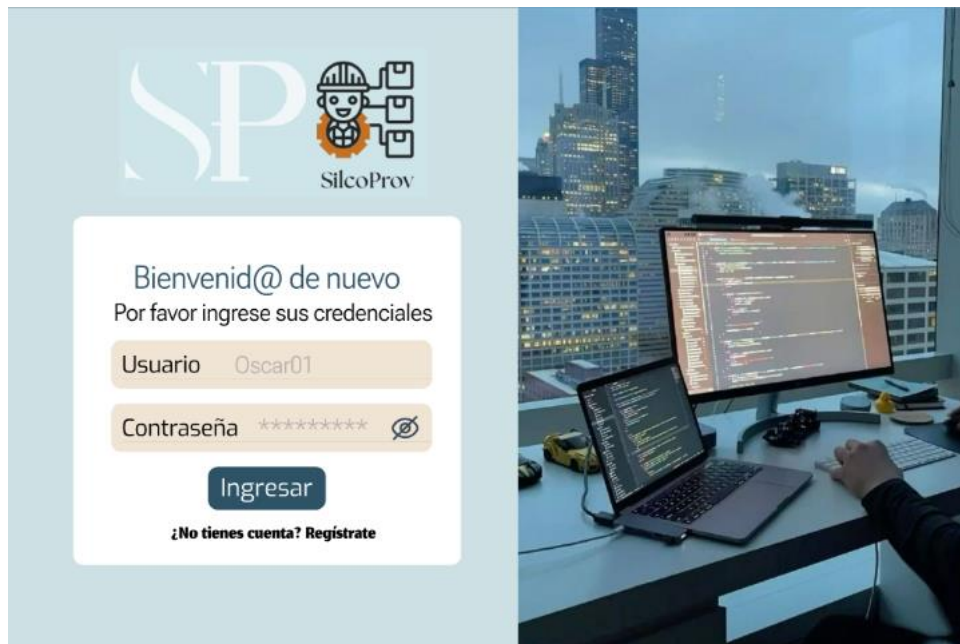 SP
SilcoProv
Bienvenid@ de nuevo
Por favor ingrese sus credenciales
Usuario Oscar01
Contraseña *********
Ingresar
¿No tienes cuenta? Regístrate